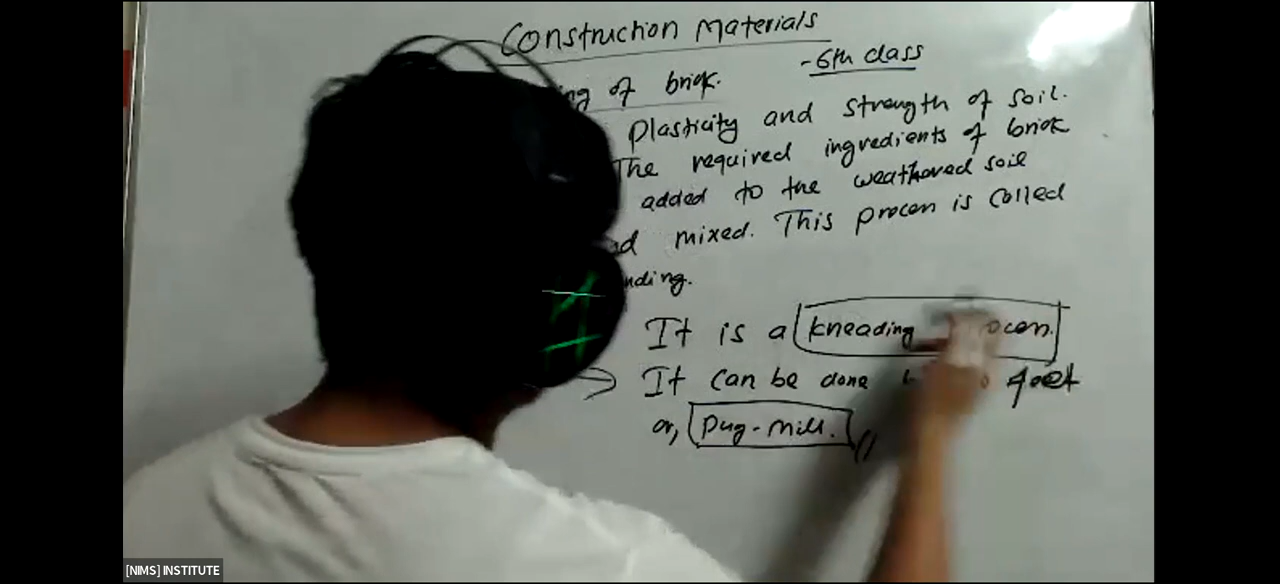 Construction Materials
- 6th class
of brick.
Plasticity and strength of soil.
The required ingredients of brick
added to the weathered soil
mixed. This process is called
It is a kneading
It can be done feet
or, Pug-mill.
[NIMS] INSTITUTE